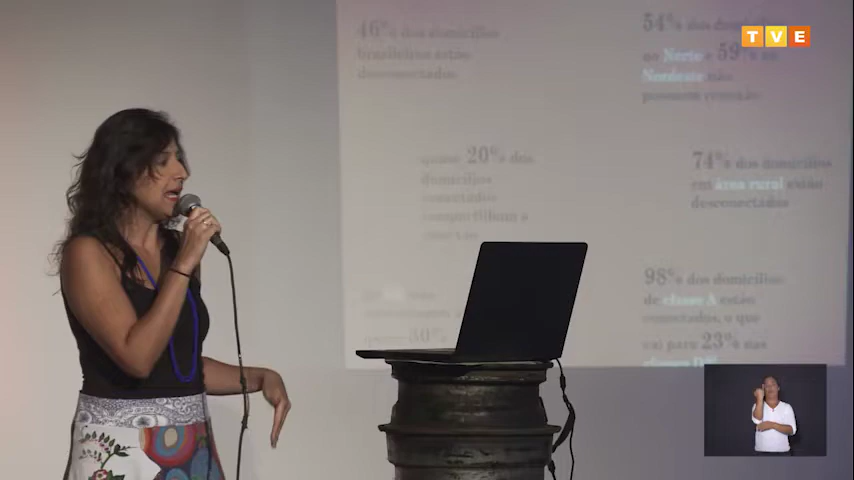 46% dos domicílios
brasileiros estão
desconectados
54% dos domicílios
no Norte e 59% no
Nordeste não
possuem conexão
TVE
quase 20% dos
domicílios
conectados
compartilham a
74% dos domicílios
em área rural estão
desconectados
98% dos domicílios
de classe A estão
conectados, o que
cai para 23% nas
classes D/E